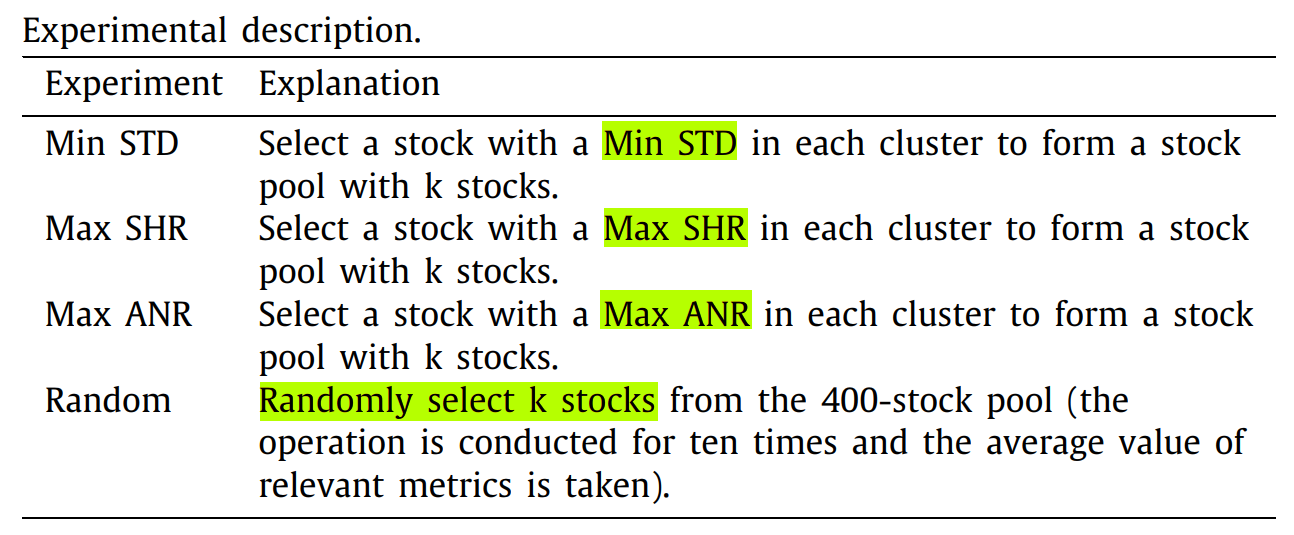 Experimental description.
Experiment Explanation
Min STD Select a stock with a Min STD in each cluster to form a stock
pool with k stocks.
Max SHR Select a stock with a Max SHR in each cluster to form a stock
pool with k stocks.
Max ANR Select a stock with a Max ANR in each cluster to form a stock
pool with k stocks.
Random Randomly select k stocks from the 400-stock pool (the
operation is conducted for ten times and the average value of
relevant metrics is taken).